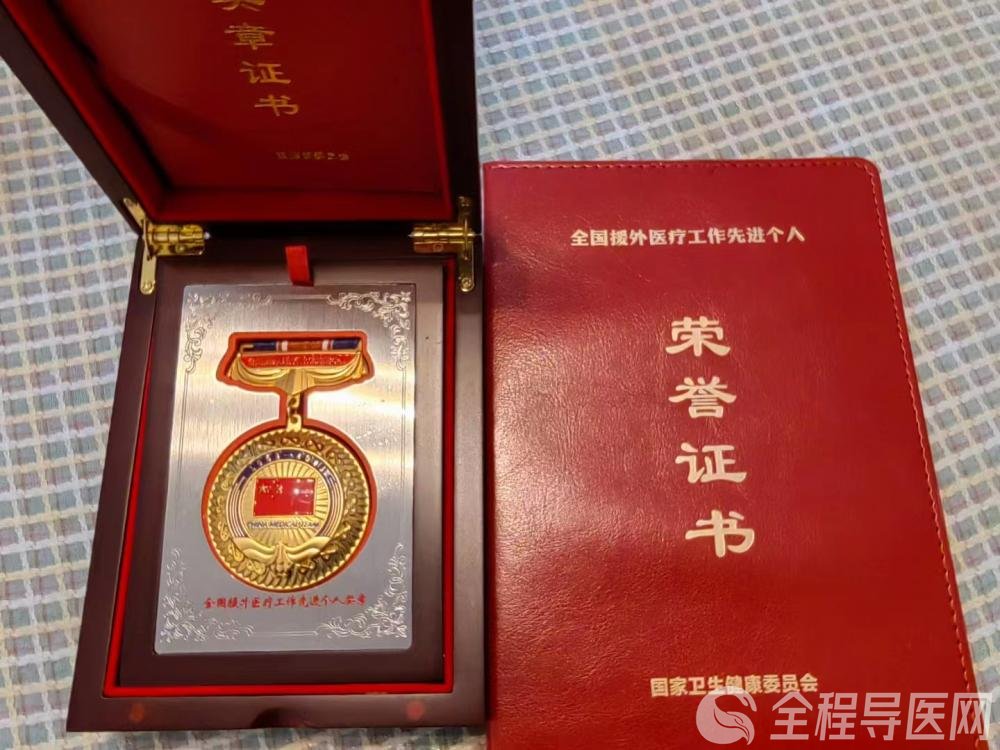 奖章证书
全国援外医疗工作先进个人奖章
CHINA MEDICAL TEAM
全国援外医疗工作先进个人
荣誉证书
国家卫生健康委员会
全程导医网